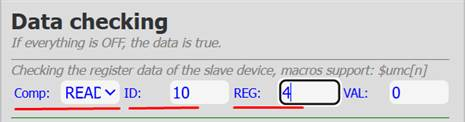 Data checking
If everything is OFF, the data is true.
Checking the register data of the slave device, macros support: $umc[n]
Comp: READ ID: 10 REG: 4 VAL: 0